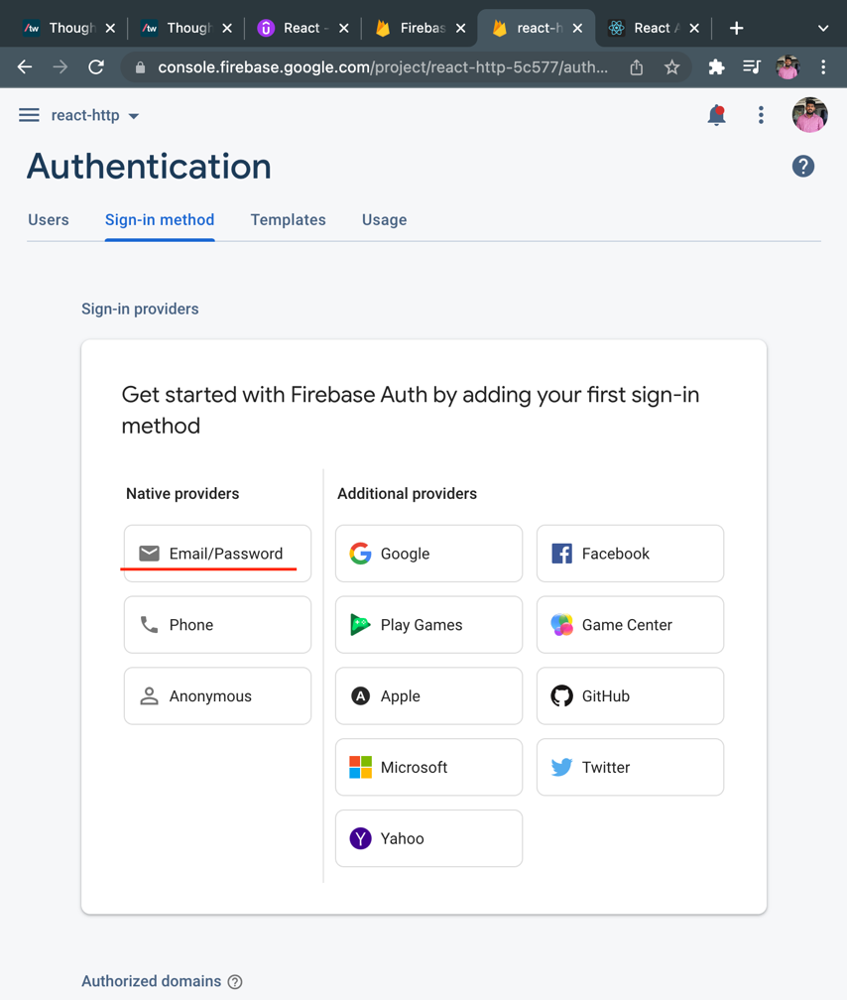 /tw Though
/tw Though
React -
Firebas
react-h
React A
console.firebase.google.com/project/react-http-5c577/auth...
react-http
Authentication
?
Users Sign-in method Templates Usage
Sign-in providers
Get started with Firebase Auth by adding your first sign-in
method
Native providers
Additional providers
Email/Password
Google
Facebook
Phone
Play Games
Game Center
Anonymous
Apple
GitHub
Microsoft
Twitter
Yahoo
Authorized domains ?